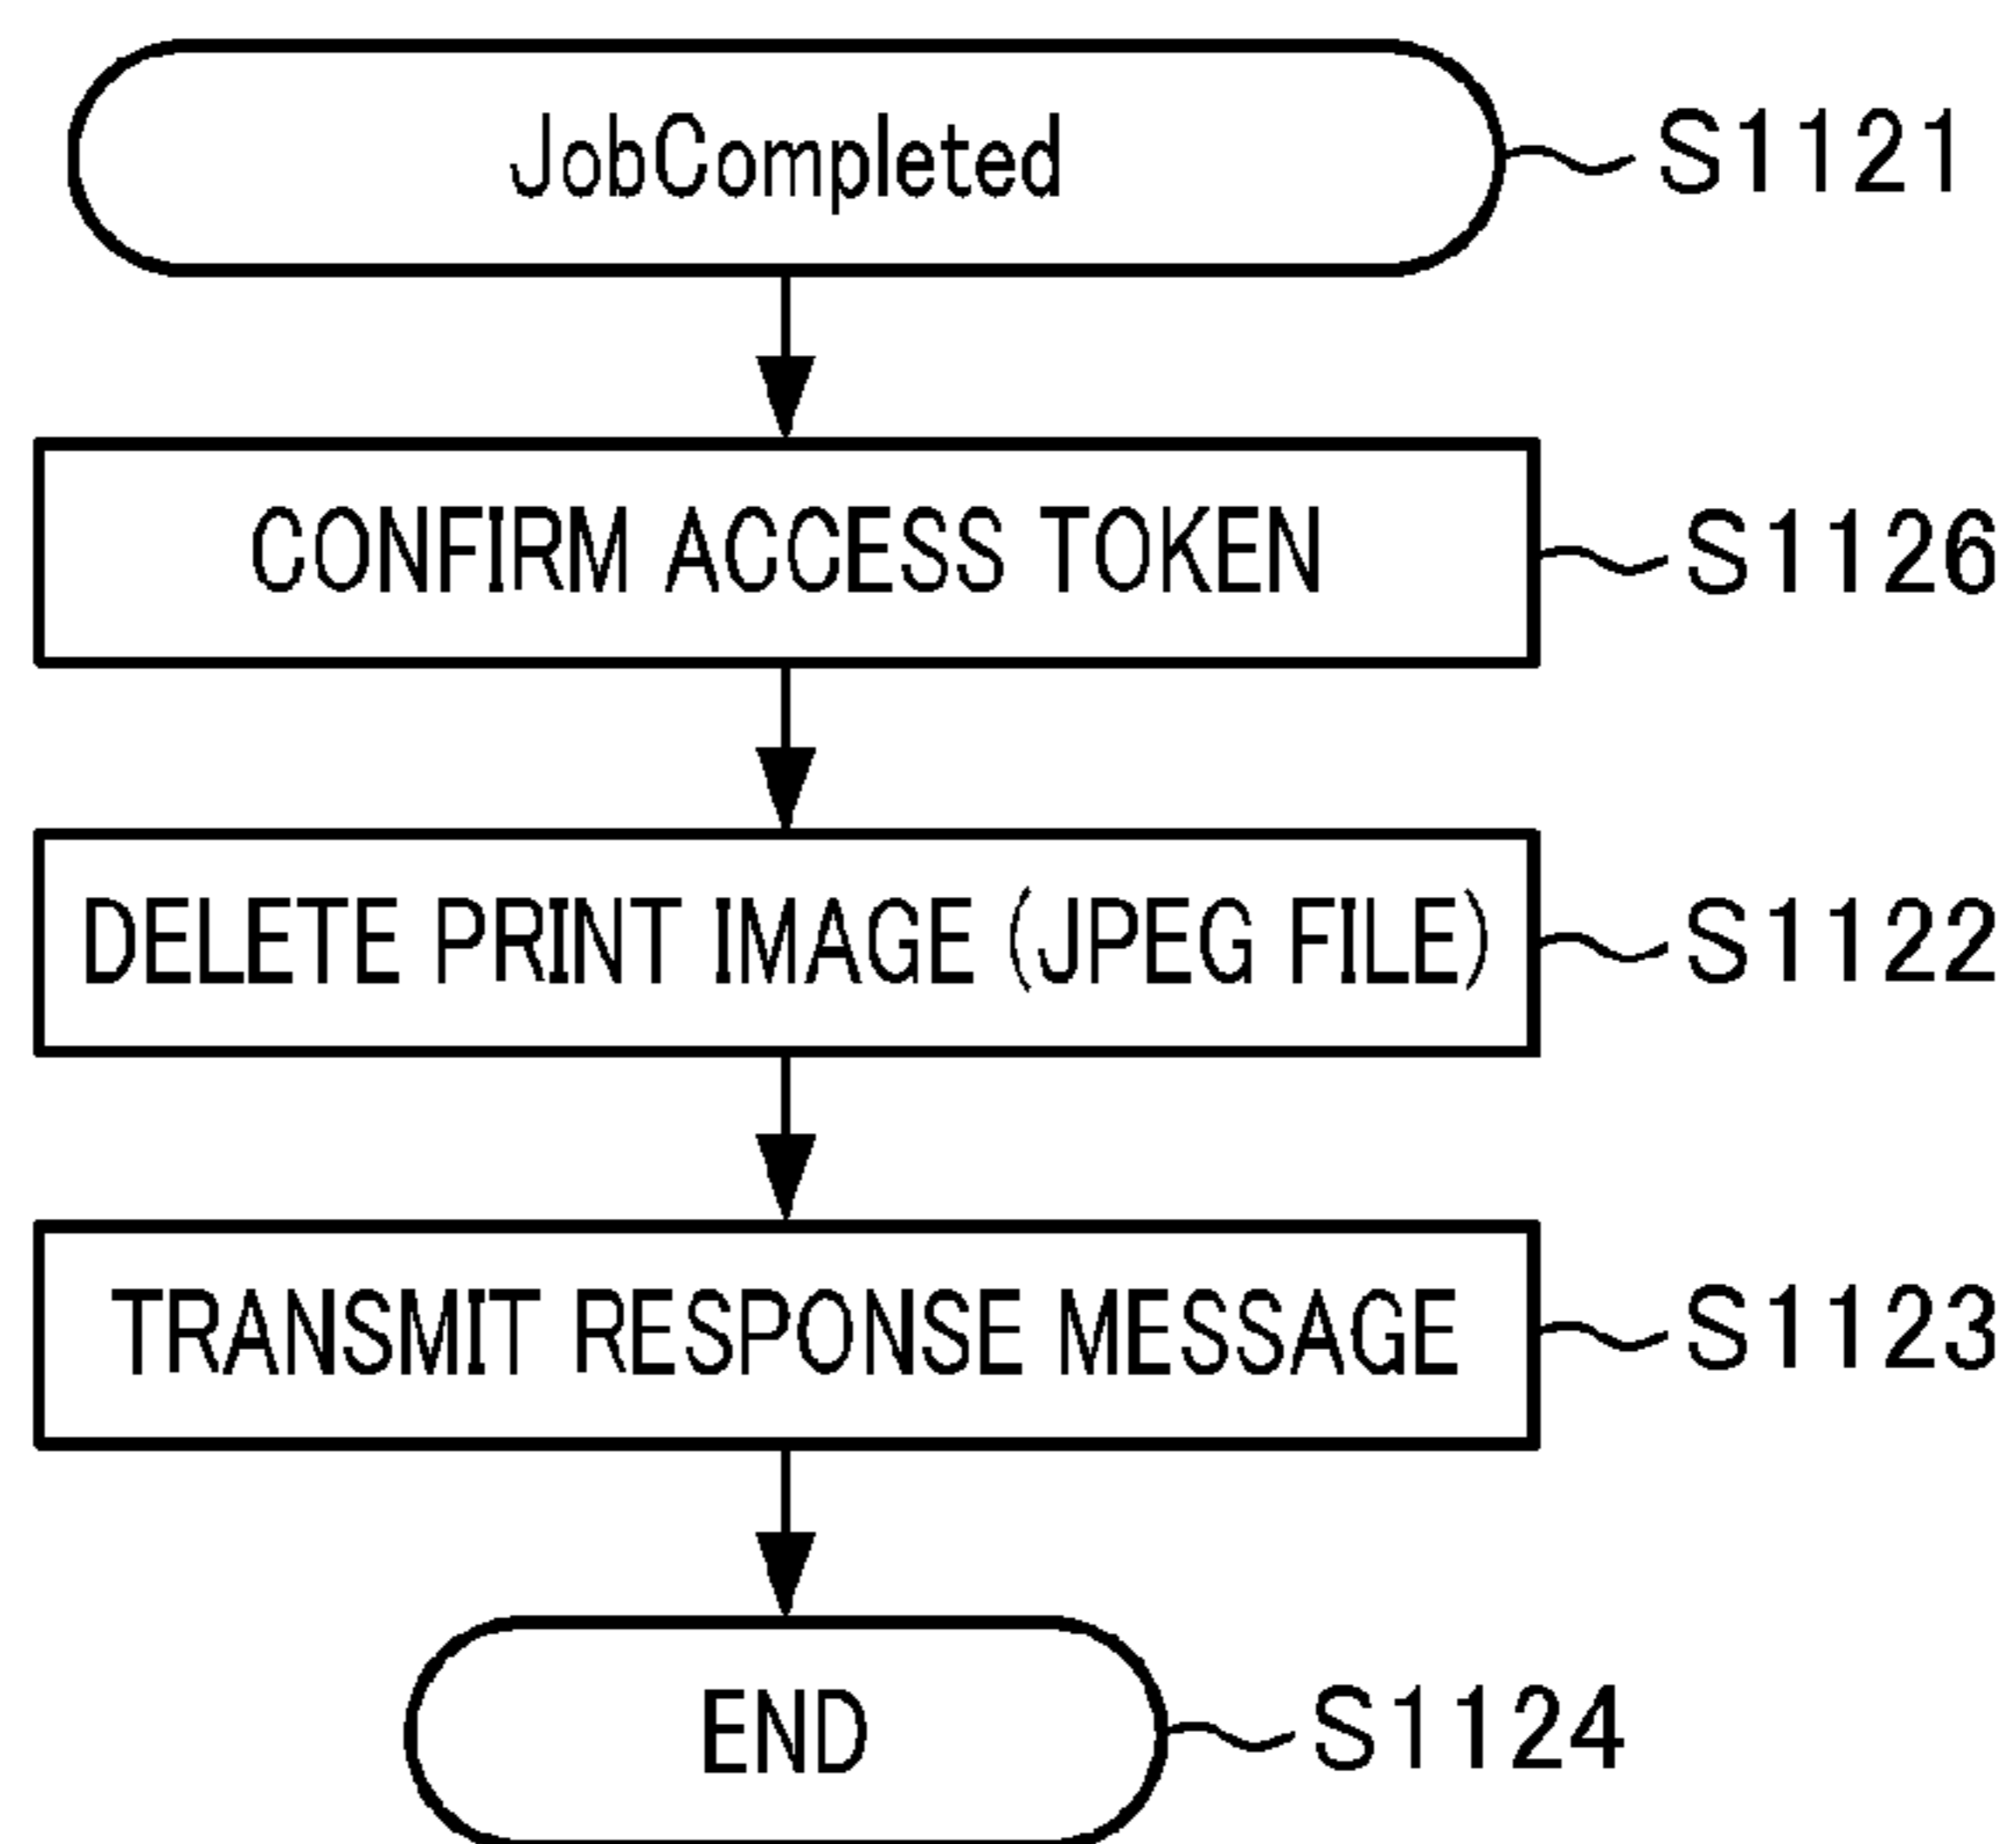 JobCompleted S1121
CONFIRM ACCESS TOKEN S1126
DELETE PRINT IMAGE (JPEG FILE) S1122
TRANSMIT RESPONSE MESSAGE S1123
END S1124